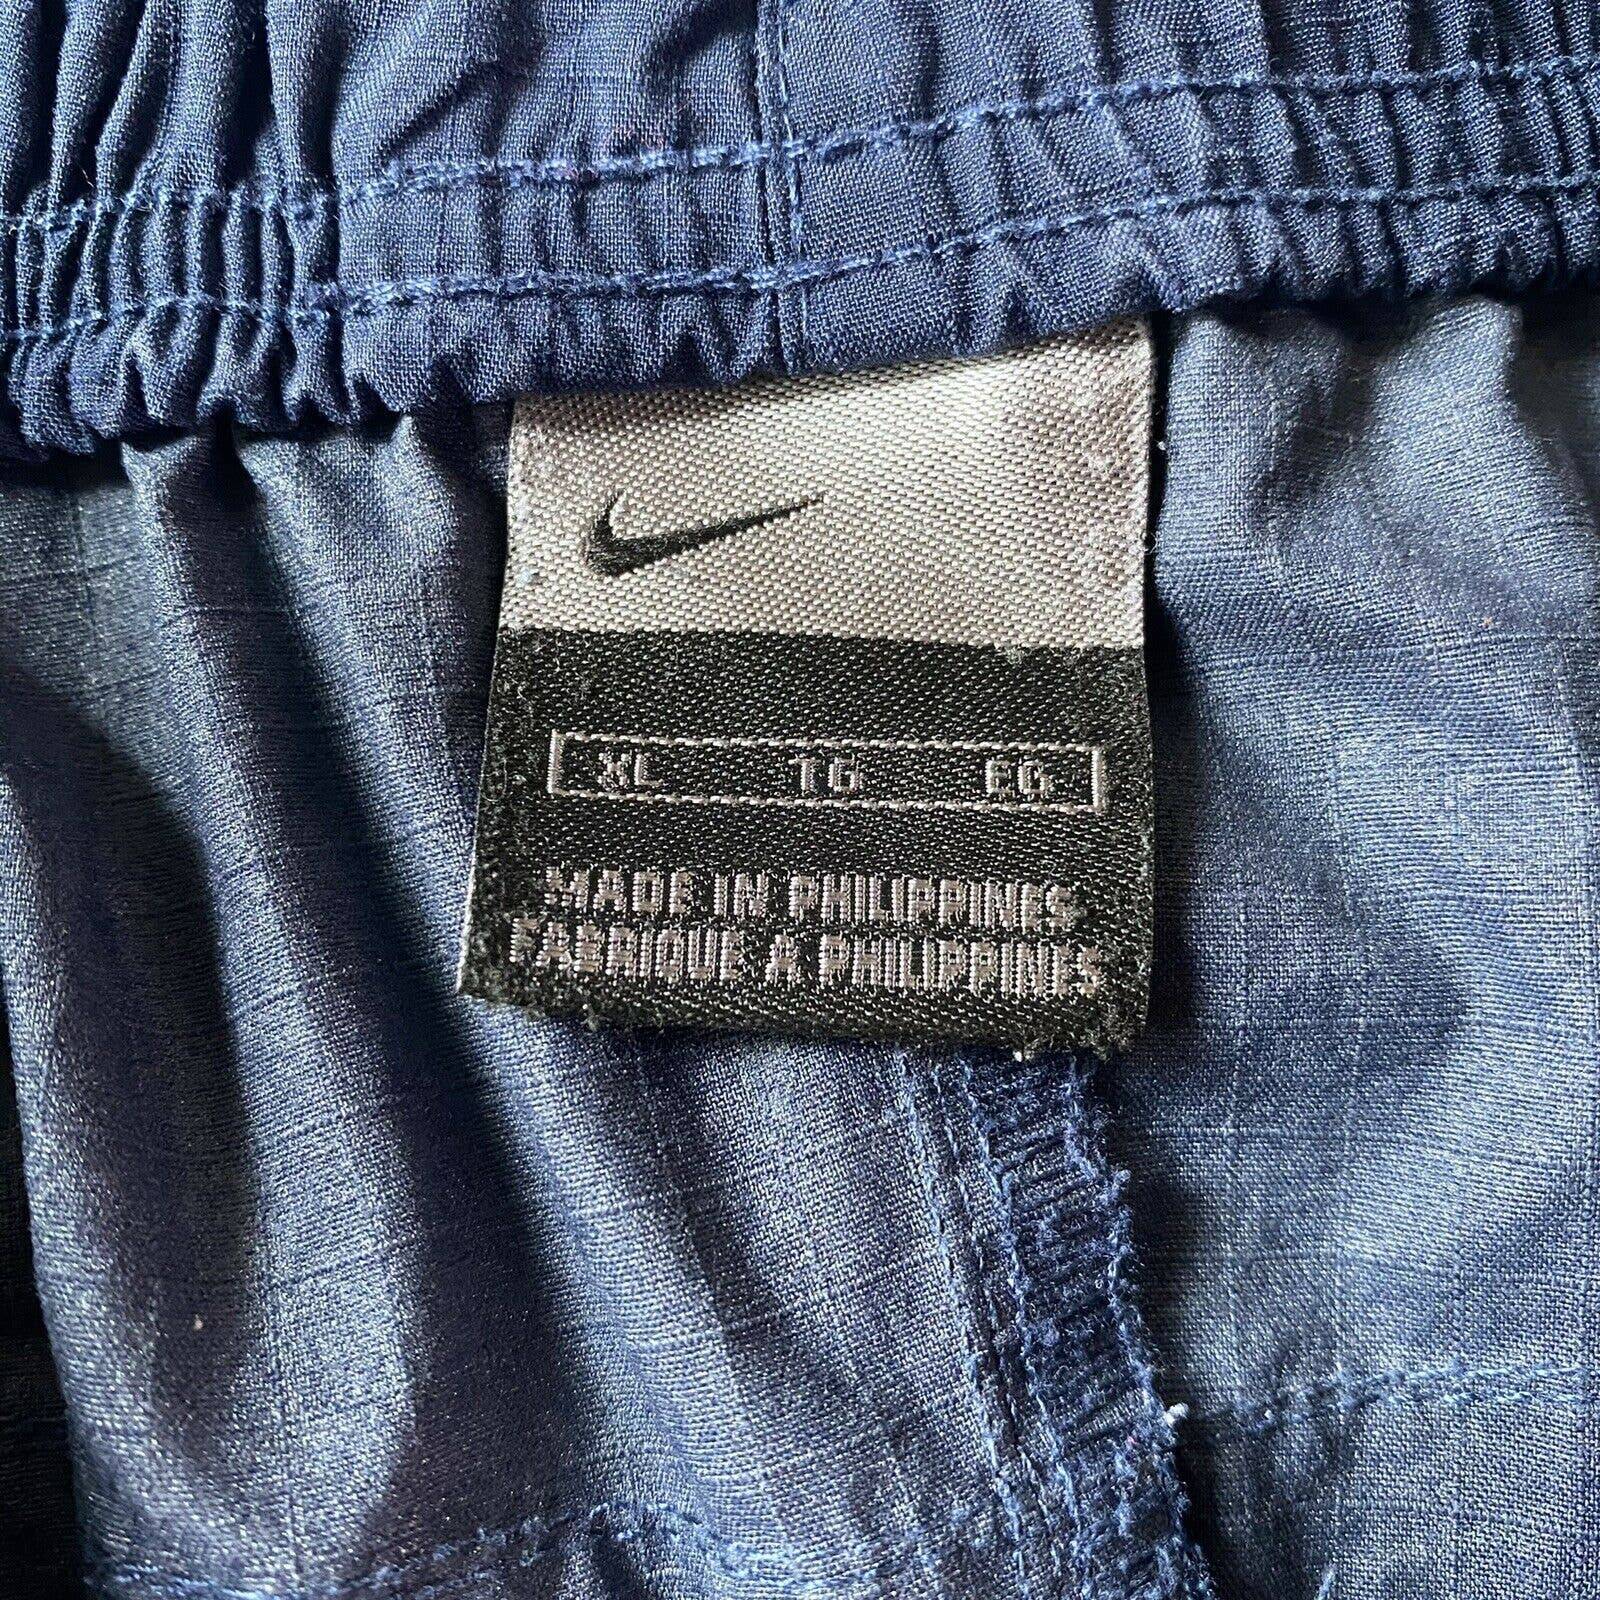 XL TG EG
MADE IN PHILIPPINES
FABRIQUE A PHILIPPINES